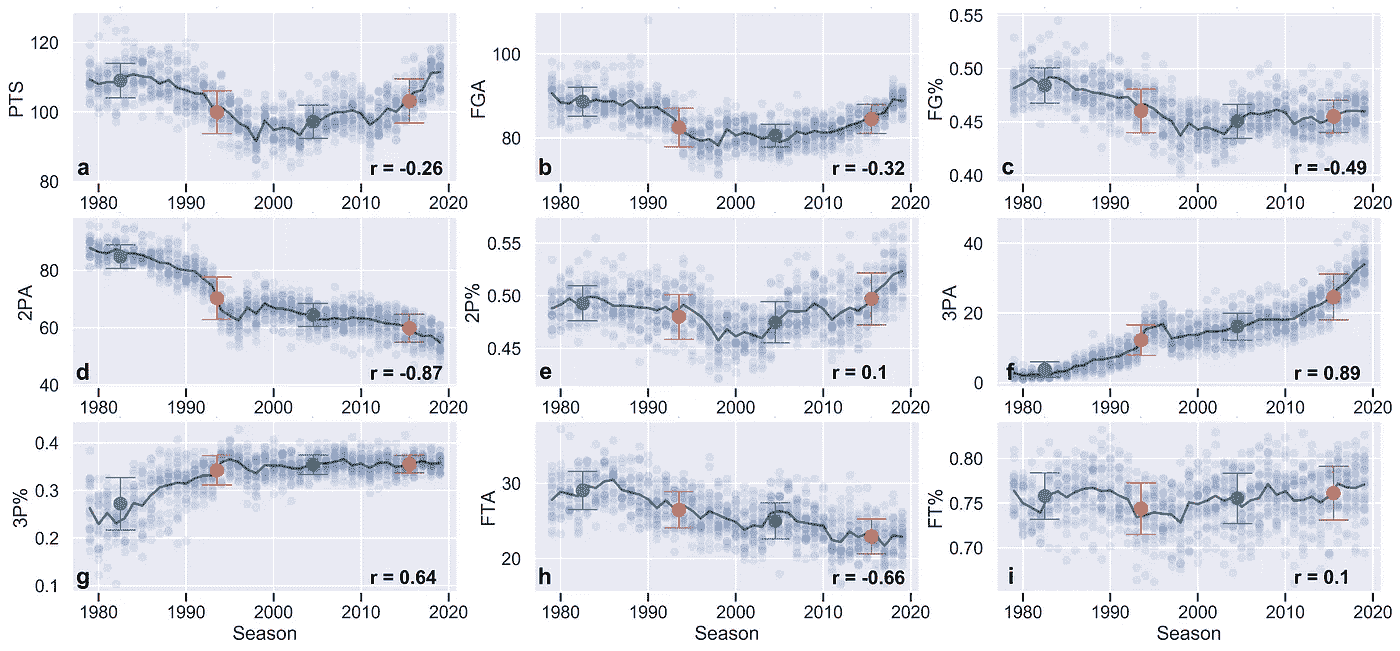 PTS
120
100
80
a
r = -0.26
1980 1990 2000 2010 2020
FGA
100
80
b
r = -0.32
1980 1990 2000 2010 2020
FG%
0.55
0.50
0.45
0.40
c
r = -0.49
1980 1990 2000 2010 2020
2PA
80
60
40
d
r = -0.87
1980 1990 2000 2010 2020
2P%
0.55
0.50
0.45
e
r = 0.1
1980 1990 2000 2010 2020
3PA
40
20
0
f
r = 0.89
1980 1990 2000 2010 2020
3P%
0.4
0.3
0.2
0.1
g
r = 0.64
1980 1990 2000 2010 2020
Season
FTA
30
20
h
r = -0.66
1980 1990 2000 2010 2020
Season
FT%
0.80
0.75
0.70
i
r = 0.1
1980 1990 2000 2010 2020
Season